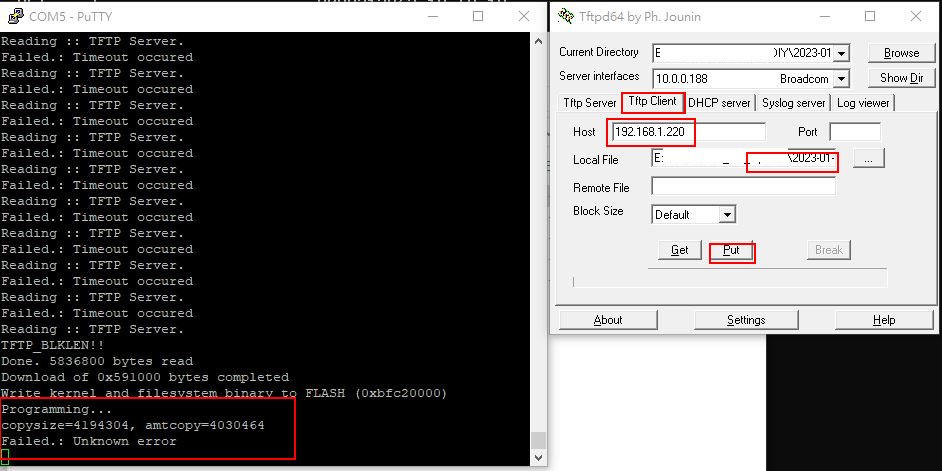 COM5 - PuTTY
Reading :: TFTP Server.
Failed.: Timeout occured
Reading :: TFTP Server.
Failed.: Timeout occured
Reading :: TFTP Server.
Failed.: Timeout occured
Reading :: TFTP Server.
Failed.: Timeout occured
Reading :: TFTP Server.
Failed.: Timeout occured
Reading :: TFTP Server.
Failed.: Timeout occured
Reading :: TFTP Server.
Failed.: Timeout occured
Reading :: TFTP Server.
Failed.: Timeout occured
Reading :: TFTP Server.
Failed.: Timeout occured
Reading :: TFTP Server.
TFTP_BLKLEN!!
Done. 5836800 bytes read
Download of 0x591000 bytes completed
Write kernel and filesystem binary to FLASH (0xbfc20000)
Programming...
copysize=4194304, amtcopy=4030464
Failed.: Unknown error
Tftpd64 by Ph. Jounin
Current Directory E DIY\2023-01 Browse
Server interfaces 10.0.0.188 Broadcom Show Dir
Tftp Server Tftp Client DHCP server Syslog server Log viewer
Host 192.168.1.220 Port
Local File E: \2023-01- ...
Remote File
Block Size Default
Get Put Break
About Settings Help